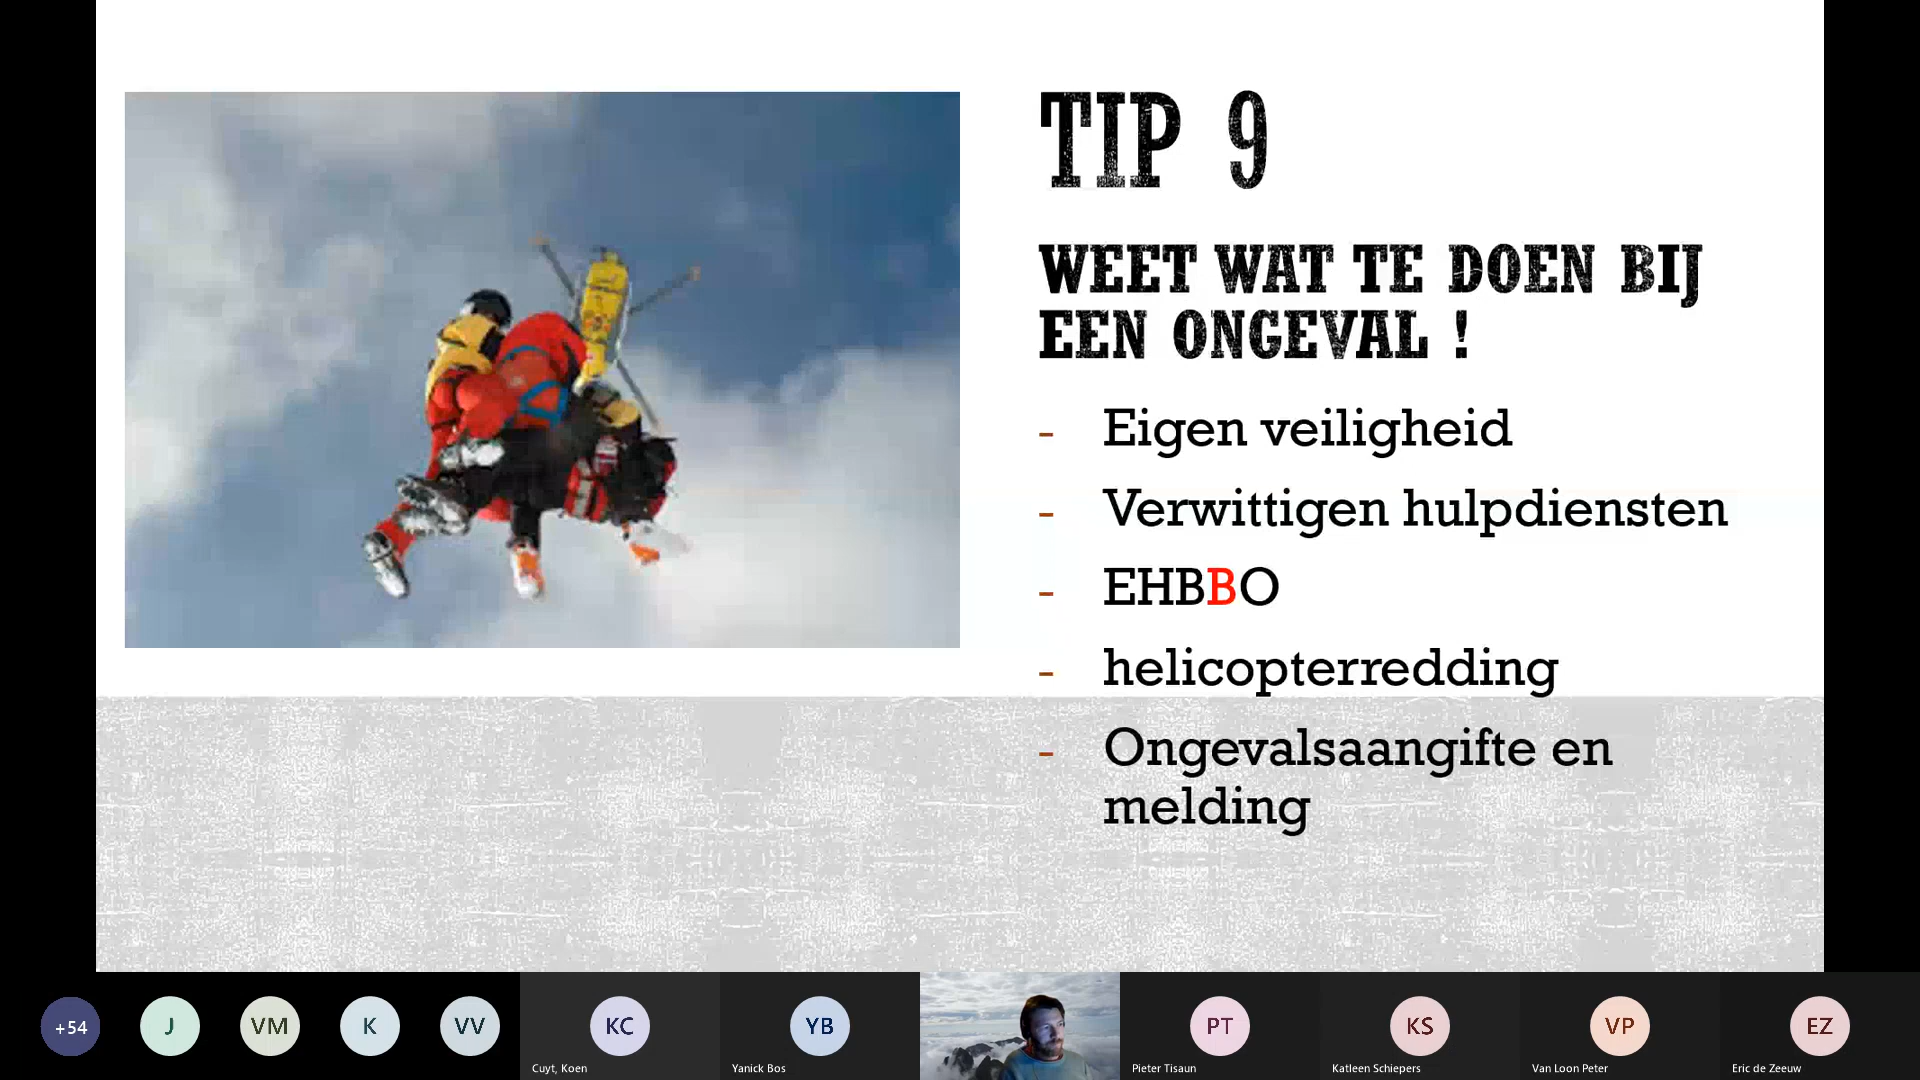 TIP 9
WEET WAT TE DOEN BIJ
EEN ONGEVAL !
- Eigen veiligheid
- Verwittigen hulpdiensten
- EHBBO
- helicopterredding
- Ongevalsaangifte en
melding
+54
J
VM
K
VV
KC
YB
PT
KS
VP
EZ
Cuyt, Koen
Yanick Bos
Pieter Tisaun
Katleen Schiepers
Van Loon Peter
Eric de Zeeuw